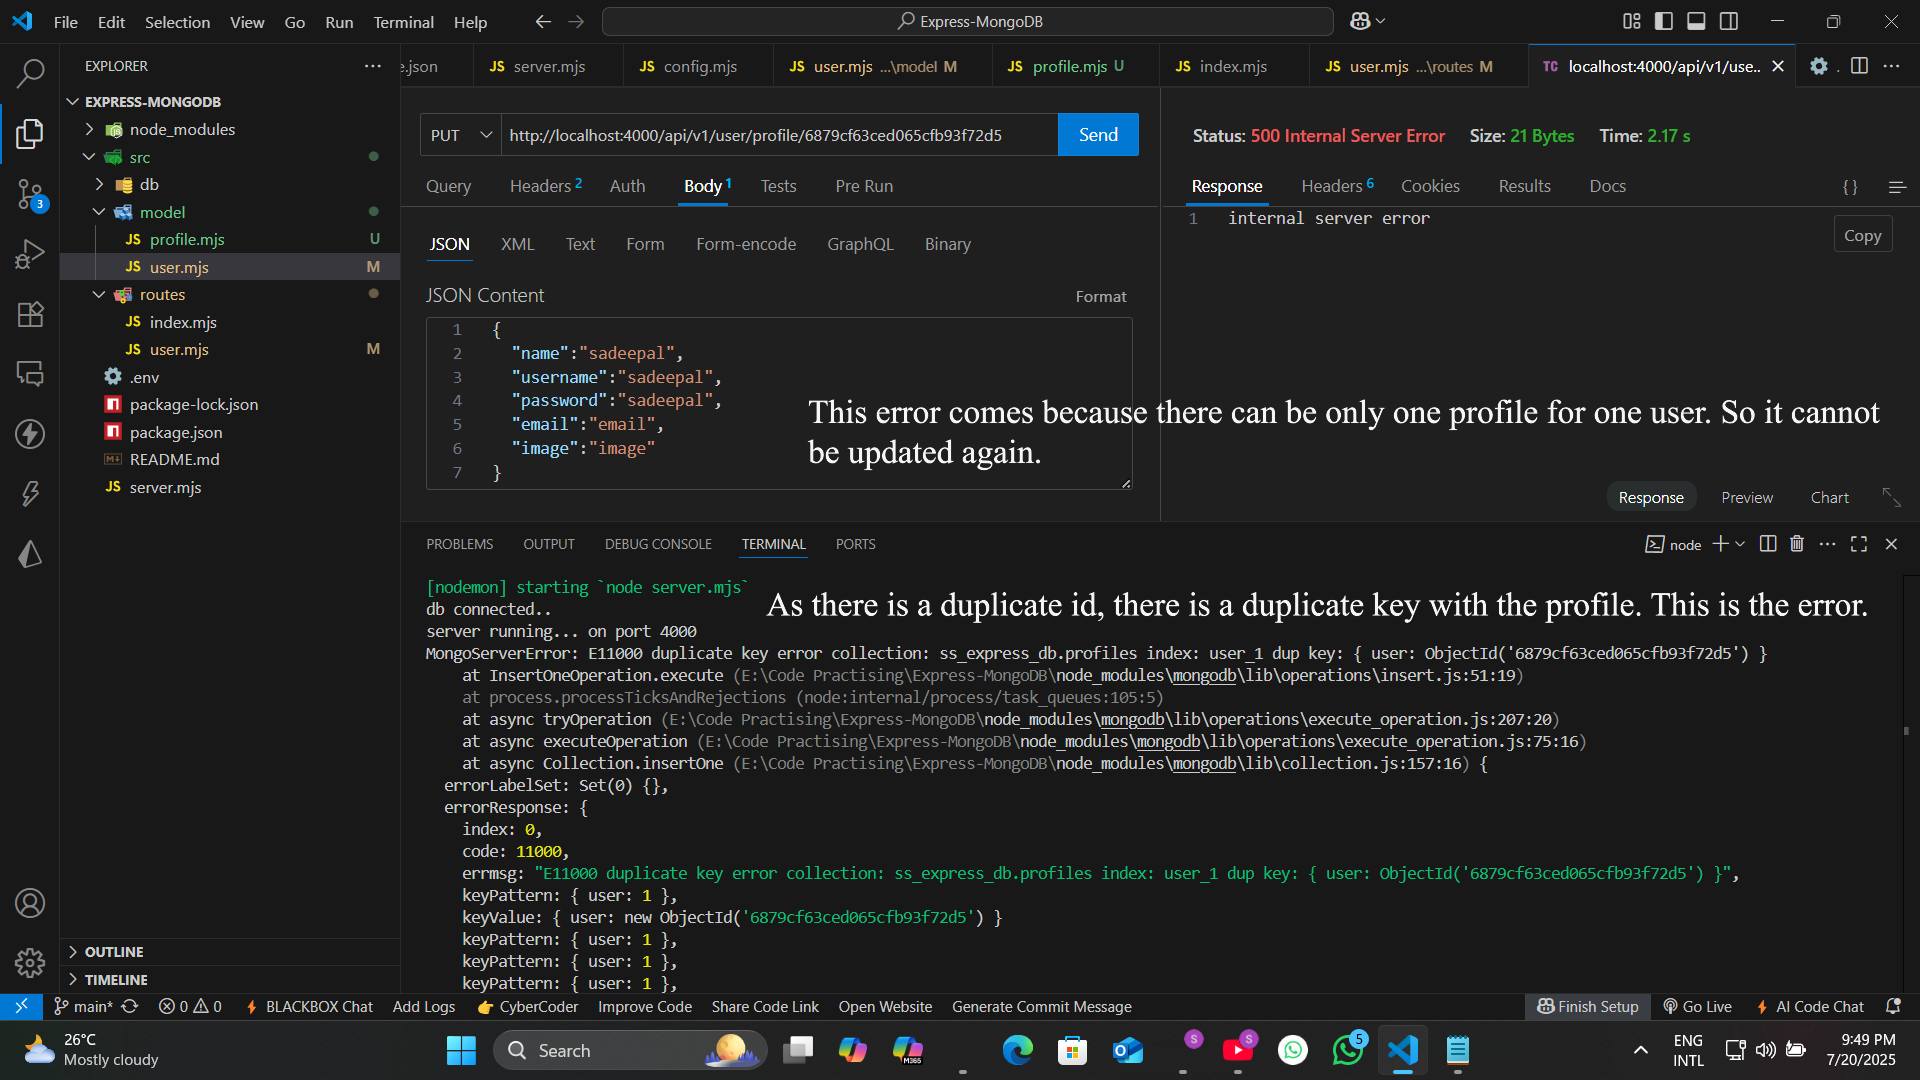 File Edit Selection View Go Run Terminal Help
Express-MongoDB
EXPLORER
EXPRESS-MONGODB
node_modules
src
db
model
profile.mjs U
user.mjs M
routes
index.mjs
user.mjs M
.env
package-lock.json
package.json
README.md
server.mjs
OUTLINE
TIMELINE
3
e.json
JS server.mjs
JS config.mjs
JS user.mjs ...\model M
JS profile.mjs U
JS index.mjs
JS user.mjs ...\routes M
TC localhost:4000/api/v1/use..
PUT http://localhost:4000/api/v1/user/profile/6879cf63ced065cfb93f72d5 Send
Query Headers 2 Auth Body 1 Tests Pre Run
JSON XML Text Form Form-encode GraphQL Binary
JSON Content Format
1 {
2 "name":"sadeepal",
3 "username":"sadeepal",
4 "password":"sadeepal",
5 "email":"email",
6 "image":"image"
7 }
Status: 500 Internal Server Error Size: 21 Bytes Time: 2.17 s
Response Headers 6 Cookies Results Docs {}
1 internal server error
Copy
This error comes because there can be only one profile for one user. So it cannot
be updated again.
Response Preview Chart
PROBLEMS OUTPUT DEBUG CONSOLE TERMINAL PORTS
node
[nodemon] starting `node server.mjs`
db connected..
As there is a duplicate id, there is a duplicate key with the profile. This is the error.
server running... on port 4000
MongoServerError: E11000 duplicate key error collection: ss_express_db.profiles index: user_1 dup key: { user: ObjectId('6879cf63ced065cfb93f72d5') }
at InsertOneOperation.execute (E:\Code Practising\Express-MongoDB\node_modules\mongodb\lib\operations\insert.js:51:19)
at process.processTicksAndRejections (node:internal/process/task_queues:105:5)
at async tryOperation (E:\Code Practising\Express-MongoDB\node_modules\mongodb\lib\operations\execute_operation.js:207:20)
at async executeOperation (E:\Code Practising\Express-MongoDB\node_modules\mongodb\lib\operations\execute_operation.js:75:16)
at async Collection.insertOne (E:\Code Practising\Express-MongoDB\node_modules\mongodb\lib\collection.js:157:16) {
errorLabelSet: Set(0) {},
errorResponse: {
index: 0,
code: 11000,
errmsg: "E11000 duplicate key error collection: ss_express_db.profiles index: user_1 dup key: { user: ObjectId('6879cf63ced065cfb93f72d5') }",
keyPattern: { user: 1 },
keyValue: { user: new ObjectId('6879cf63ced065cfb93f72d5') }
keyPattern: { user: 1 },
keyPattern: { user: 1 },
keyPattern: { user: 1 },
main* 0 0 BLACKBOX Chat Add Logs CyberCoder Improve Code Share Code Link Open Website Generate Commit Message Finish Setup Go Live AI Code Chat
26°C
Mostly cloudy
Search
M365
S
S
5
ENG
INTL
9:49 PM
7/20/2025